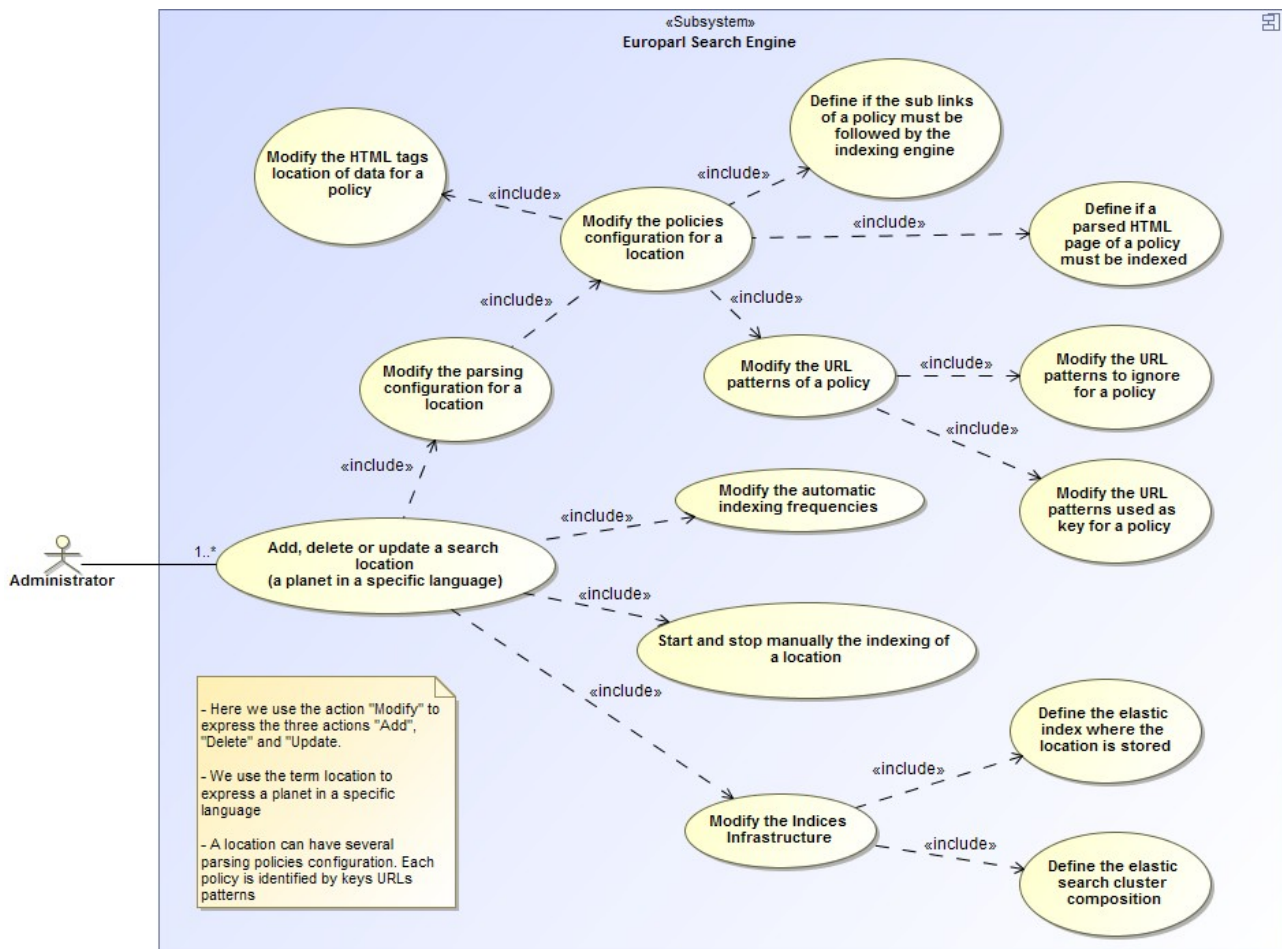 «Subsystem»
Europarl Search Engine
Define if the sub links
of a policy must be
followed by the
indexing engine
Modify the HTML tags
location of data for a
policy
«include»
«include»
Modify the policies
configuration for a
location
«include»
Define if a
parsed HTML
page of a policy
must be indexed
«include»
«include»
Modify the parsing
configuration for a
location
Modify the URL
patterns of a policy
«include»
Modify the URL
patterns to ignore
for a policy
«include»
«include»
Modify the automatic
indexing frequencies
Modify the URL
patterns used as
key for a policy
«include»
Administrator
1..*
Add, delete or update a search
location
(a planet in a specific language)
«include»
Start and stop manually the indexing of
a location
«include»
- Here we use the action "Modify" to
express the three actions "Add",
"Delete" and "Update.
- We use the term location to
express a planet in a specific
language
- A location can have several
parsing policies configuration. Each
policy is identified by keys URLs
patterns
Define the elastic
index where the
location is stored
«include»
Modify the Indices
Infrastructure
«include»
Define the elastic
search cluster
composition